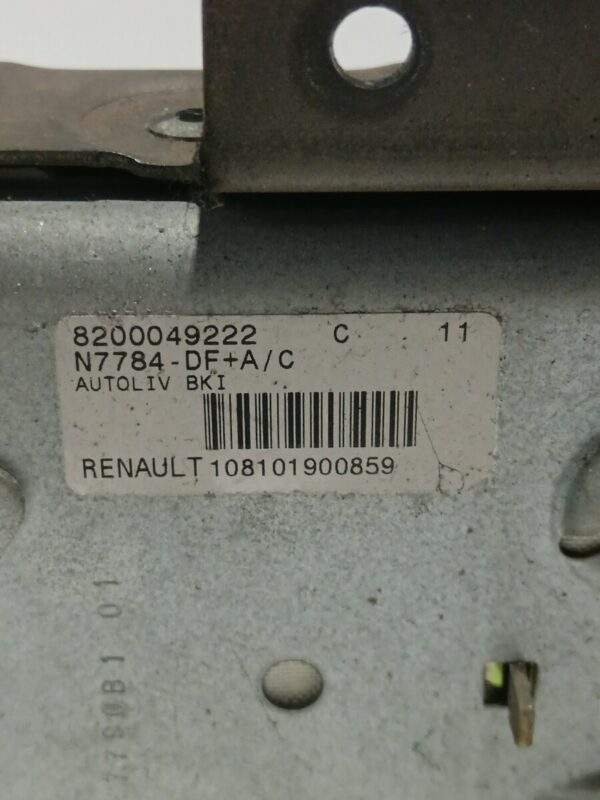 8200049222 C 11
N7784-DF+A/C
AUTOLIV BKI
RENAULT 108101900859